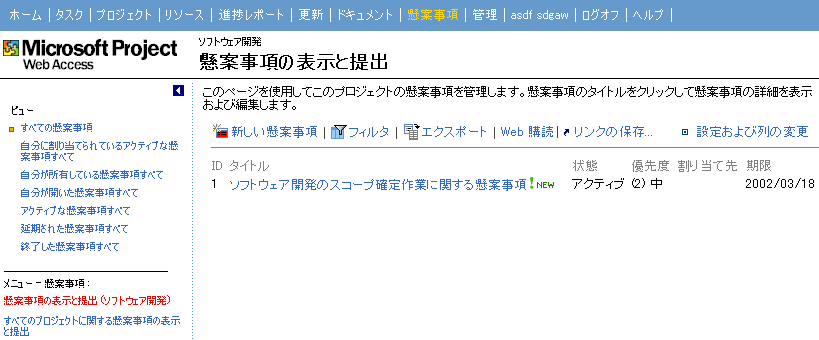 ホーム | タスク | プロジェクト | リソース | 進捗レポート | 更新 | ドキュメント | 懸案事項 | 管理 | asdf sdgaw | ログオフ | ヘルプ |
Microsoft Project
Web Access
ソフトウェア開発
懸案事項の表示と提出
このページを使用してこのプロジェクトの懸案事項を管理します。懸案事項のタイトルをクリックして懸案事項の詳細を表示
および編集します。
新しい懸案事項 | フィルタ | エクスポート | Web 購読 | リンクの保存... 設定および列の変更
ID タイトル 状態 優先度 割り当て先 期限
1 ソフトウェア開発のスコープ確定作業に関する懸案事項 ! NEW アクティブ (2) 中 2002/03/18
ビュー
すべての懸案事項
自分に割り当てられているアクティブな懸
案事項すべて
自分が所有している懸案事項すべて
自分が開いた懸案事項すべて
アクティブな懸案事項すべて
延期された懸案事項すべて
終了した懸案事項すべて
メニュー - 懸案事項 :
懸案事項の表示と提出 (ソフトウェア開発)
すべてのプロジェクトに関する懸案事項の表示
と提出